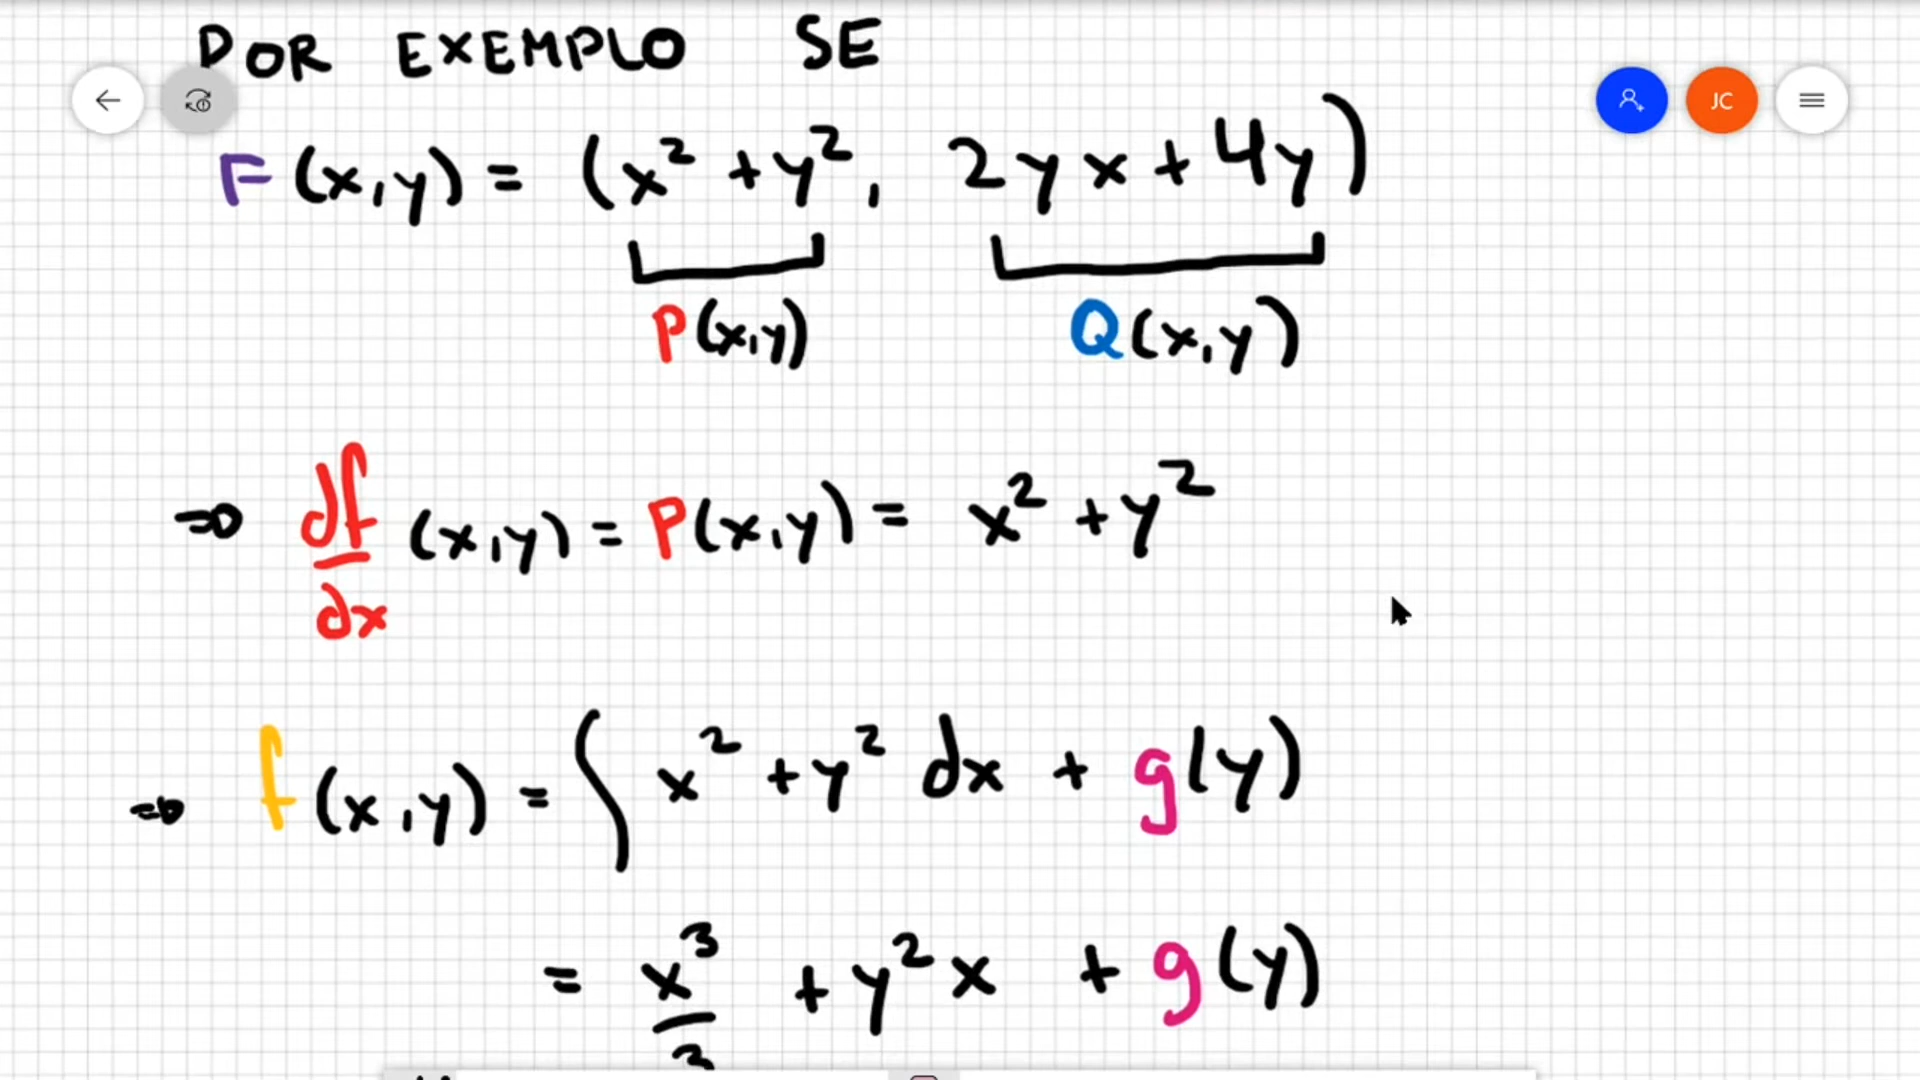 POR EXEMPLO SE
JC
F(x,y) = (x² + y², 2yx + 4y)
P(x,y) Q(x,y)
⇒ df/dx (x,y) = P(x,y) = x² + y²
⇒ f(x,y) = ∫ x² + y² dx + g(y)
= x³/3 + y²x + g(y)